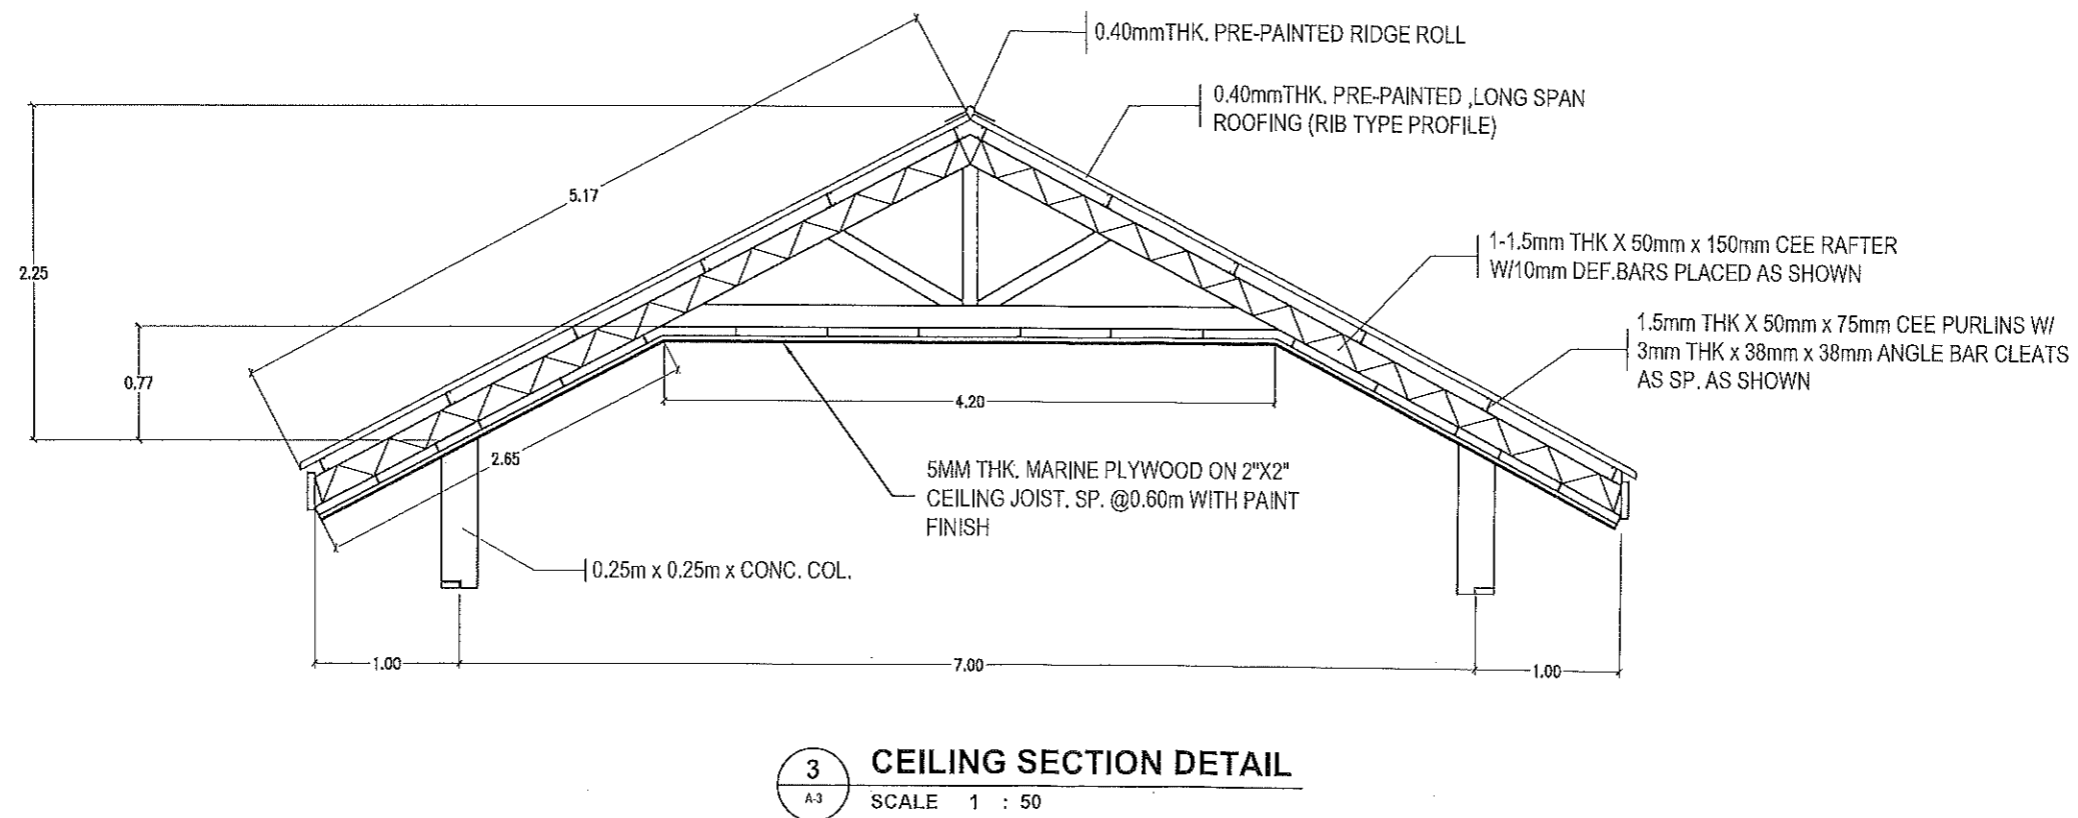 0.40mmTHK. PRE-PAINTED RIDGE ROLL
0.40mmTHK. PRE-PAINTED ,LONG SPAN
ROOFING (RIB TYPE PROFILE)
5.17
2.25
1-1.5mm THK X 50mm x 150mm CEE RAFTER
W/10mm DEF.BARS PLACED AS SHOWN
1.5mm THK X 50mm x 75mm CEE PURLINS W/
3mm THK x 38mm x 38mm ANGLE BAR CLEATS
AS SP. AS SHOWN
0.77
4.20
2.65
5MM THK. MARINE PLYWOOD ON 2"X2"
CEILING JOIST. SP. @0.60m WITH PAINT
FINISH
0.25m x 0.25m x CONC. COL.
1.00
7.00
1.00
3
A-3
CEILING SECTION DETAIL
SCALE 1 : 50